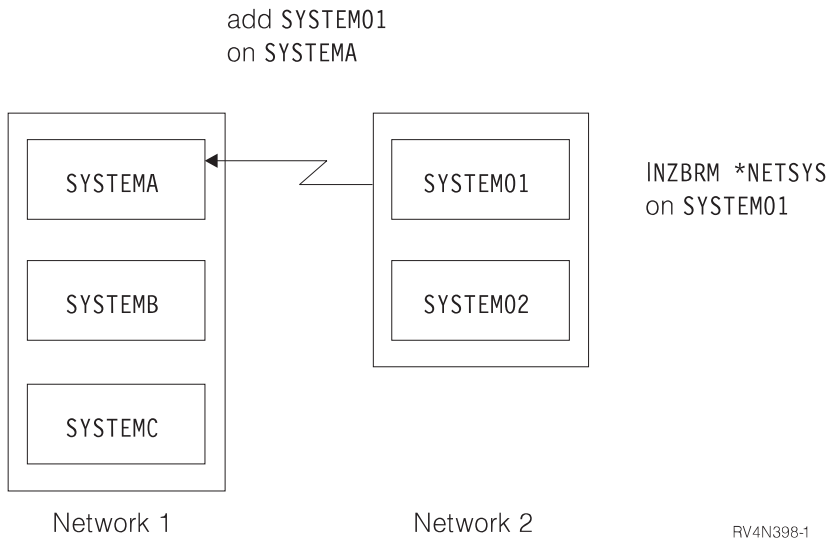 add SYSTEM01
on SYSTEMA
SYSTEMA
SYSTEM01
INZBRM *NETSYS
on SYSTEM01
SYSTEMB
SYSTEM02
SYSTEMC
Network 1
Network 2
RV4N398-1